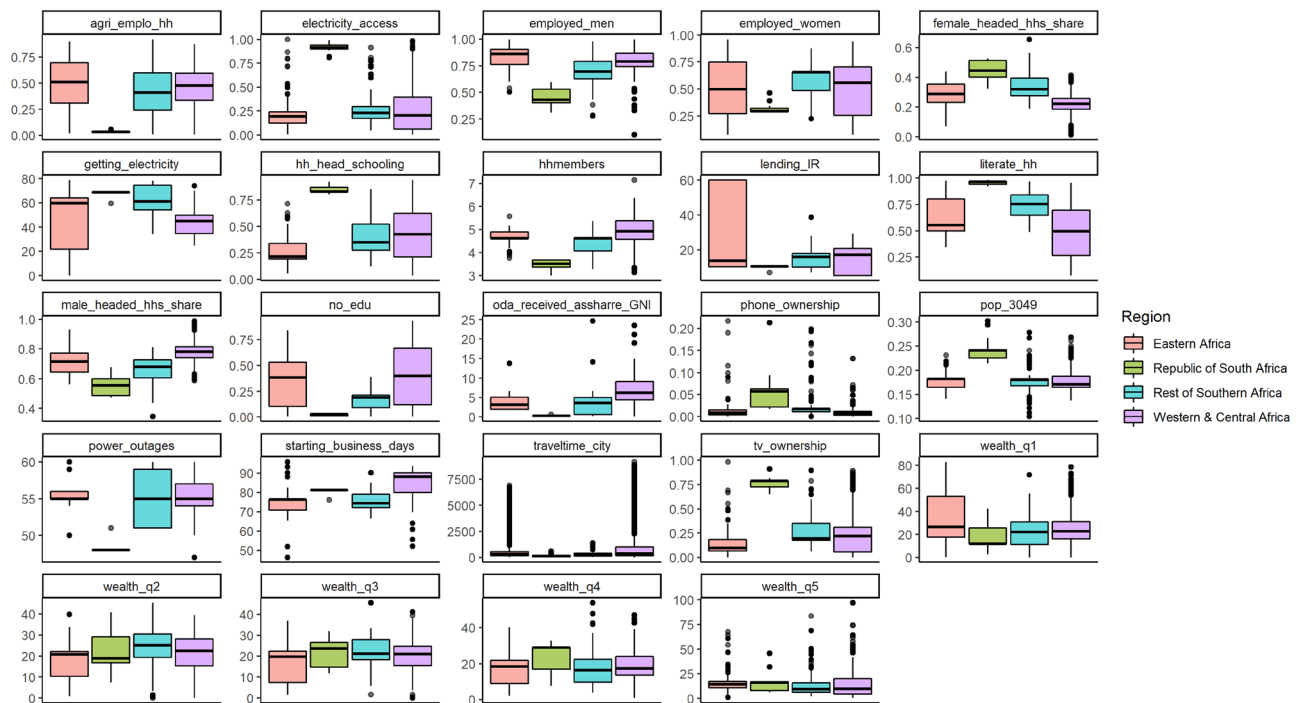 agri_emplo_hh electricity_access employed_men employed_women female_headed_hhs_share
0.75 0.50 0.25 0.00
1.00 0.75 0.50 0.25 0.00
1.00 0.75 0.50 0.25
0.75 0.50 0.25
0.6 0.4 0.2 0.0
getting_electricity hh_head_schooling hhmembers lending_IR literate_hh
80 60 40 20 0
0.75 0.50 0.25 0.00
7 6 5 4 3
60 40 20
1.00 0.75 0.50 0.25
male_headed_hhs_share no_edu oda_received_assharre_GNI phone_ownership pop_3049
1.0 0.8 0.6 0.4
0.75 0.50 0.25 0.00
25 20 15 10 5 0
0.20 0.15 0.10 0.05 0.00
0.30 0.25 0.20 0.15 0.10
Region
Eastern Africa
Republic of South Africa
Rest of Southern Africa
Western & Central Africa
power_outages starting_business_days traveltime_city tv_ownership wealth_q1
60 55 50
90 80 70 60 50
7500 5000 2500 0
1.00 0.75 0.50 0.25 0.00
80 60 40 20 0
wealth_q2 wealth_q3 wealth_q4 wealth_q5
40 30 20 10 0
40 30 20 10 0
40 20 0
100 75 50 25 0